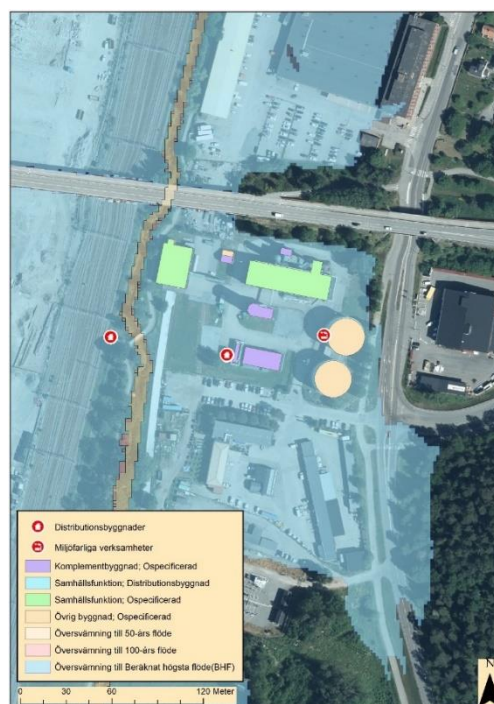 Distributionsbyggnader
Miljöfarliga verksamheter
Komplementbyggnad; Ospecificerad
Samhällsfunktion; Distributionsbyggnad
Samhällsfunktion; Ospecificerad
Övrig byggnad; Ospecificerad
Översvämning till 50-års flöde
Översvämning till 100-års flöde
Översvämning till Beräknat högsta flöde(BHF)
0 30 60 120 Meter
N